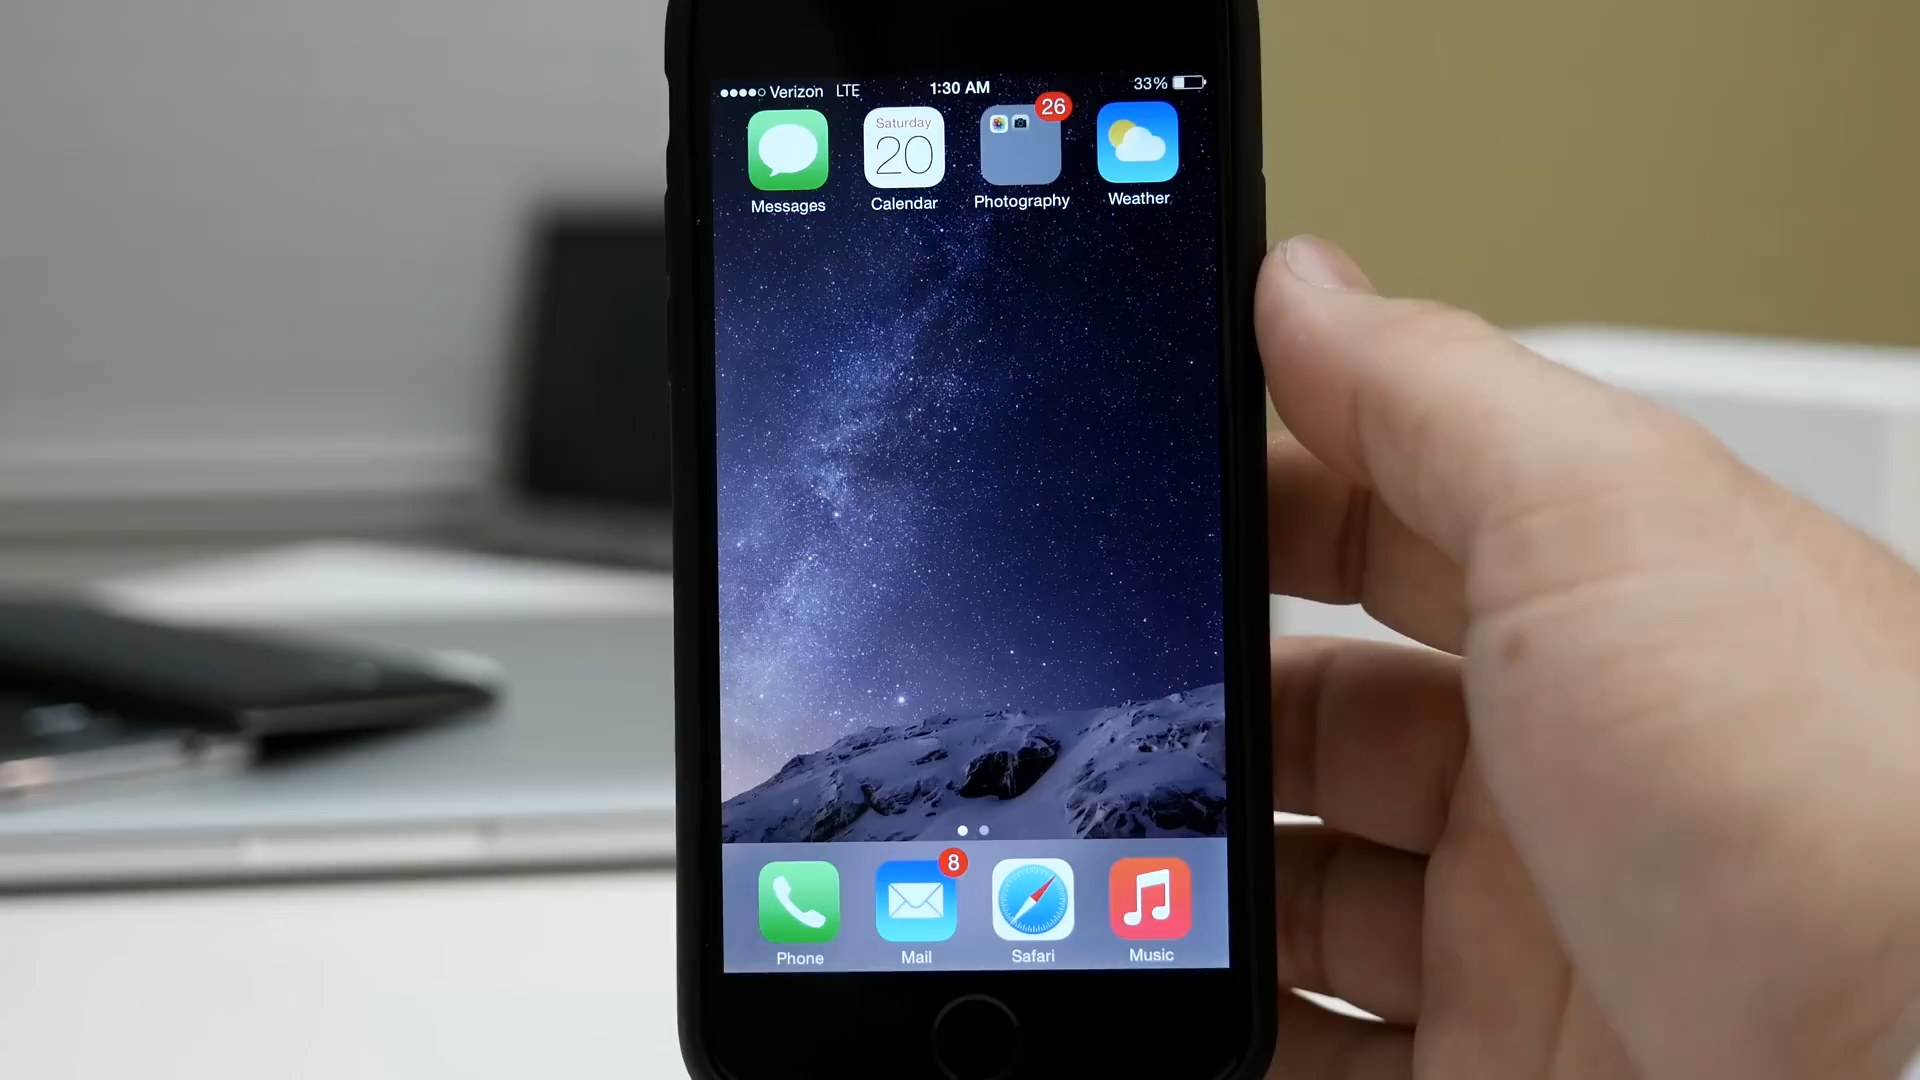 Verizon LTE 1:30 AM 33%
26
Saturday
20
Messages Calendar Photography Weather
8
Phone Mail Safari Music